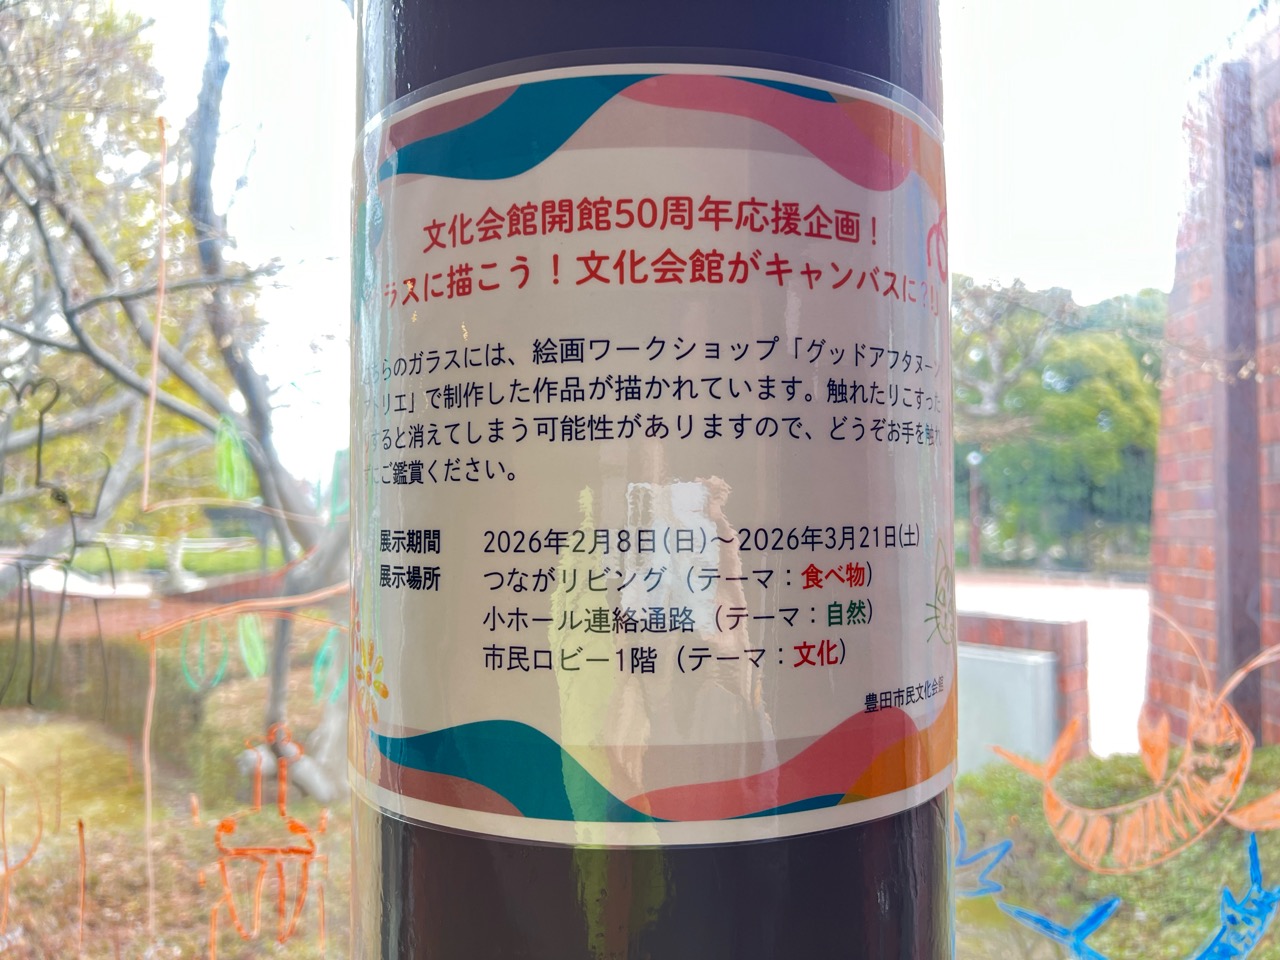 文化会館開館50周年応援企画！
ラスに描こう！文化会館がキャンバスに？！
ちらのガラスには、絵画ワークショップ「グッドアフタヌーン
トリエ」で制作した作品が描かれています。触れたりこすった
すると消えてしまう可能性がありますので、どうぞお手を触れ
ずにご鑑賞ください。
展示期間 2026年2月8日(日)～2026年3月21日(土)
展示場所 つながリビング（テーマ：食べ物）
小ホール連絡通路（テーマ：自然）
市民ロビー1階（テーマ：文化）
豊田市民文化会館